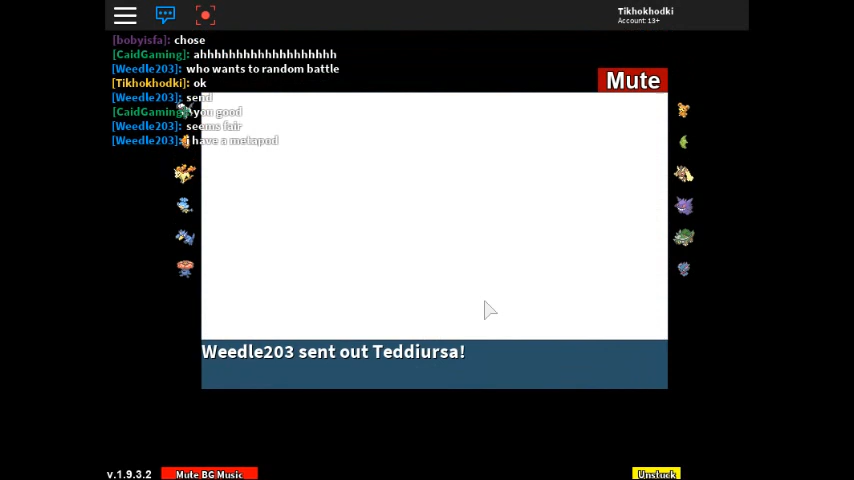 Tikhokhodki
Account: 13+
[bobyisfa]: chose
[CaidGaming]: ahhhhhhhhhhhhhhhhhhh
[Weedle203]: who wants to random battle
[Tikhokhodki]: ok
[Weedle203]: send
[CaidGaming]: you good
[Weedle203]: seems fair
[Weedle203]: i have a metapod
Mute
Weedle203 sent out Teddiursa!
v.1.9.3.2
Mute BG Music
Unstuck